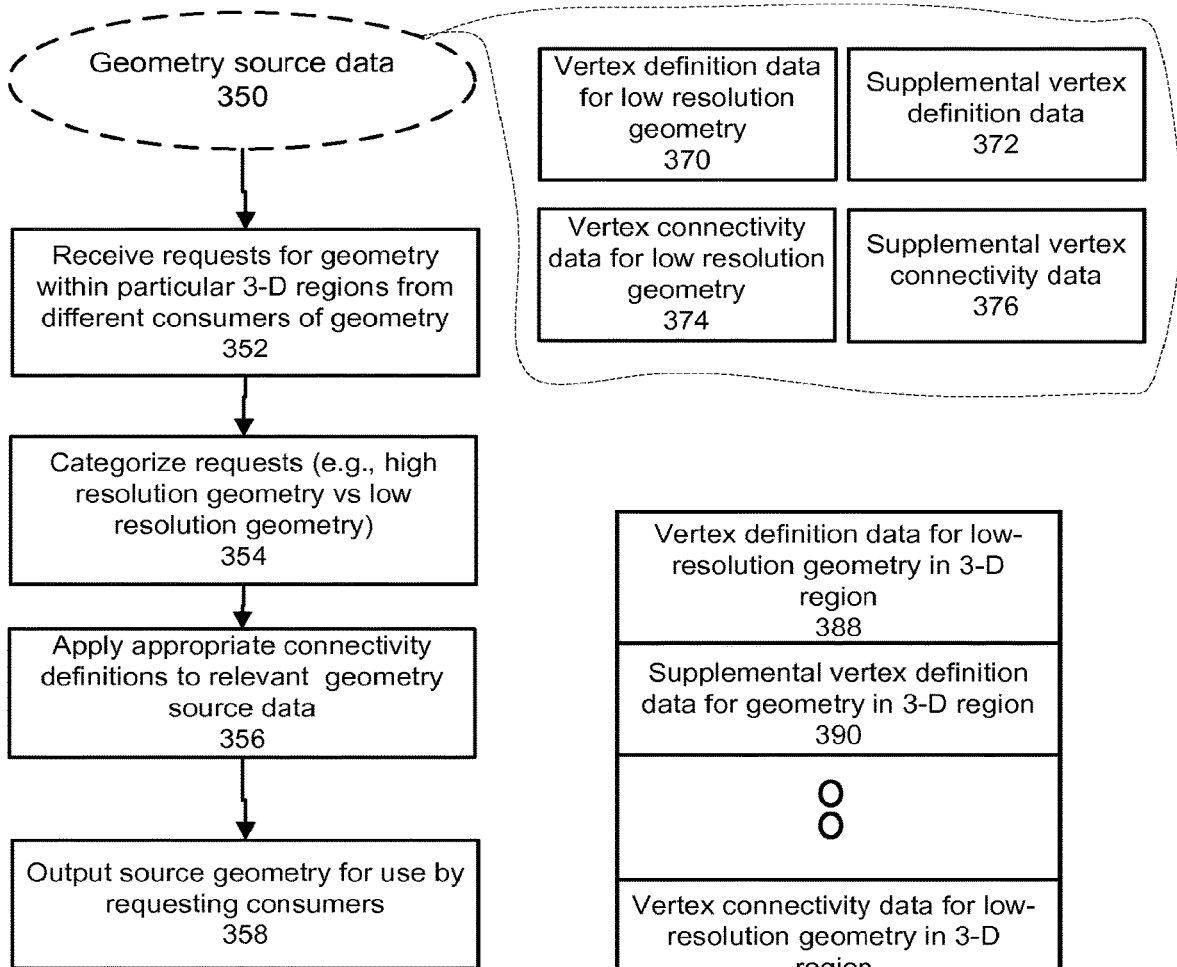 Geometry source data
350
Receive requests for geometry
within particular 3-D regions from
different consumers of geometry
352
Categorize requests (e.g., high
resolution geometry vs low
resolution geometry)
354
Apply appropriate connectivity
definitions to relevant geometry
source data
356
Output source geometry for use by
requesting consumers
358
Vertex definition data
for low resolution
geometry
370
Supplemental vertex
definition data
372
Vertex connectivity
data for low resolution
geometry
374
Supplemental vertex
connectivity data
376
Vertex definition data for low-
resolution geometry in 3-D
region
388
Supplemental vertex definition
data for geometry in 3-D region
390
Vertex connectivity data for low-
resolution geometry in 3-D
region